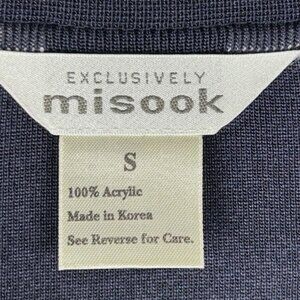 EXCLUSIVELY
misook
S
100% Acrylic
Made in Korea
See Reverse for Care.